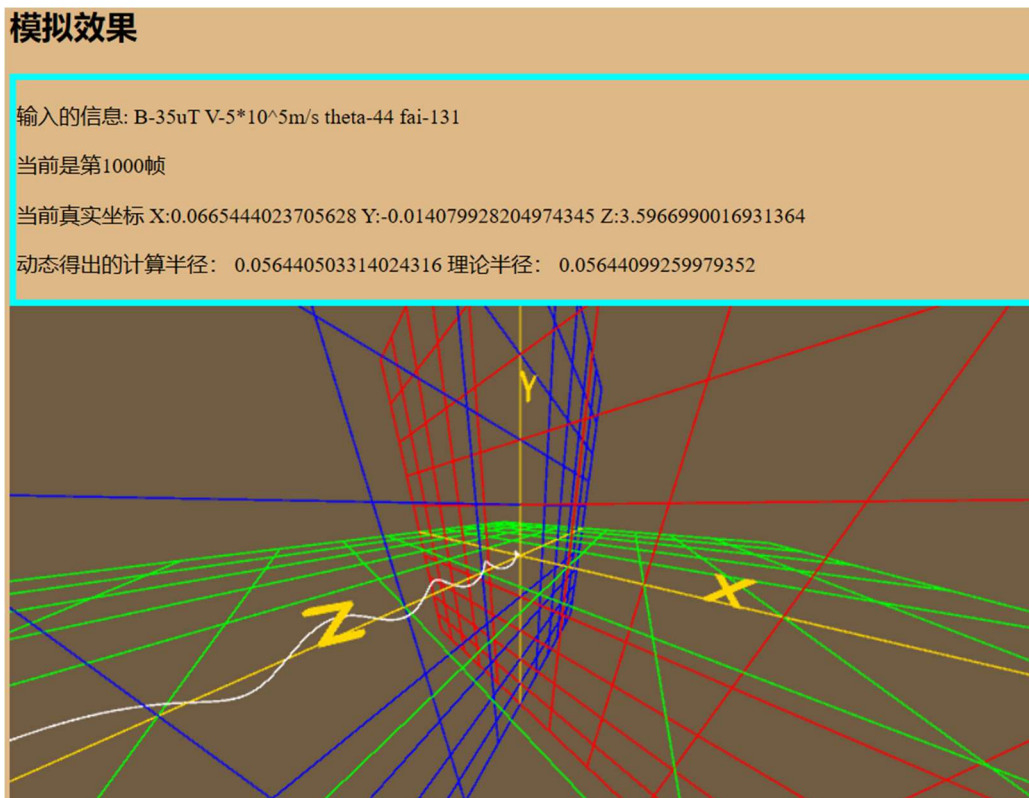 模拟效果
输入的信息: B-35uT V-5*10^5m/s theta-44 fai-131
当前是第1000帧
当前真实坐标 X:0.0665444023705628 Y:-0.014079928204974345 Z:3.5966990016931364
动态得出的计算半径： 0.056440503314024316 理论半径： 0.05644099259979352
Y
Z
X